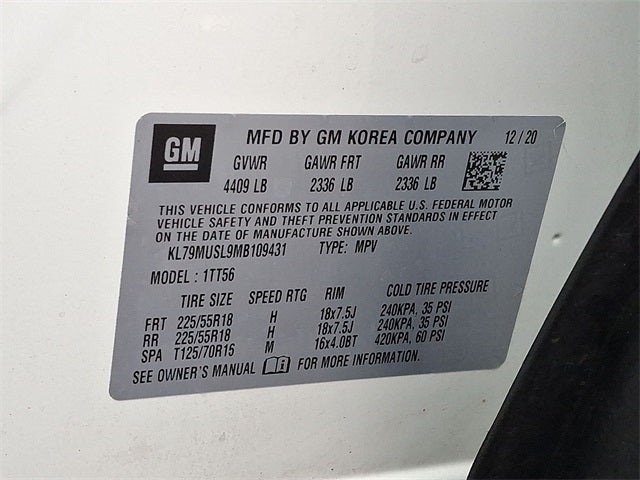 GM MFD BY GM KOREA COMPANY 12/20
GVWR GAWR FRT GAWR RR
4409 LB 2336 LB 2336 LB
THIS VEHICLE CONFORMS TO ALL APPLICABLE U.S. FEDERAL MOTOR
VEHICLE SAFETY AND THEFT PREVENTION STANDARDS IN EFFECT
ON THE DATE OF MANUFACTURE SHOWN ABOVE.
KL79MUSL9MB109431 TYPE: MPV
MODEL: 1TT56
TIRE SIZE SPEED RTG RIM COLD TIRE PRESSURE
FRT 225/55R18 H 18x7.5J 240KPA, 35 PSI
RR 225/55R18 H 18x7.5J 240KPA, 35 PSI
SPA T125/70R16 M 16x4.0BT 420KPA, 60 PSI
SEE OWNER'S MANUAL FOR MORE INFORMATION.